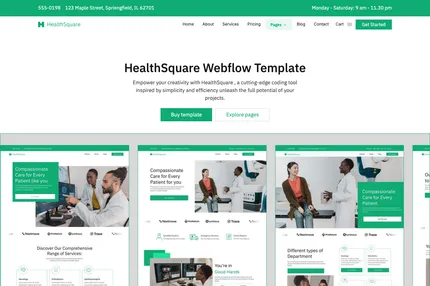 555-0198 123 Maple Street, Springfield, IL 62701
Monday - Saturday: 9 am - 11.30 pm
HealthSquare
Home About Services Pricing Pages Blog Contact Cart
Get Started
HealthSquare Webflow Template
Empower your creativity with HealthSquare , a cutting-edge coding tool
inspired by simplicity and efficiency unleash the full potential of your
projects.
Buy template Explore pages
Compassionate
Care for Every
Patient like you
Discover Our Comprehensive
Range of Services:
Compassionate
Care for Every
Patient for you
You're in
Good Hands
Compassionate
Care for Every
Patient.
Different types of
Department